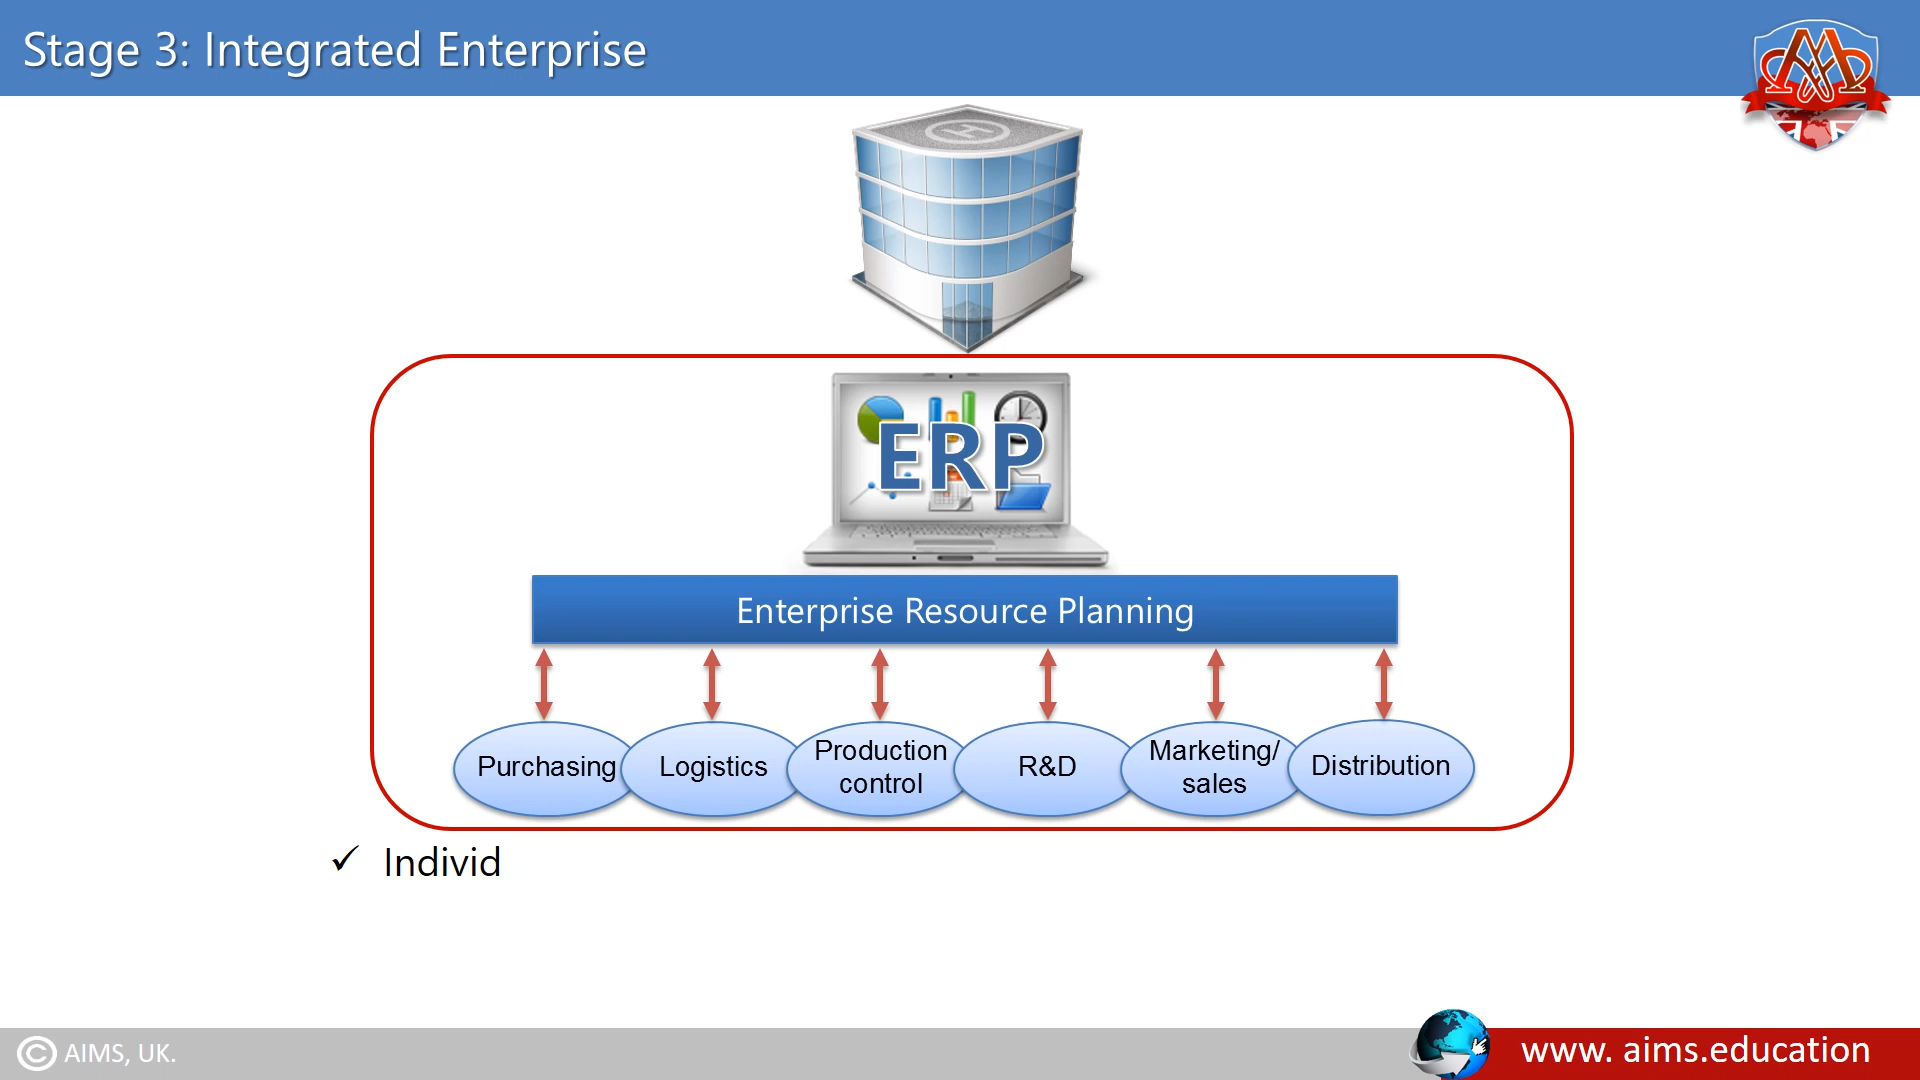 Stage 3: Integrated Enterprise
H
ERP
Enterprise Resource Planning
Purchasing
Logistics
Production
control
R&D
Marketing/
sales
Distribution
✓ Individ
© AIMS, UK.
www. aims.education